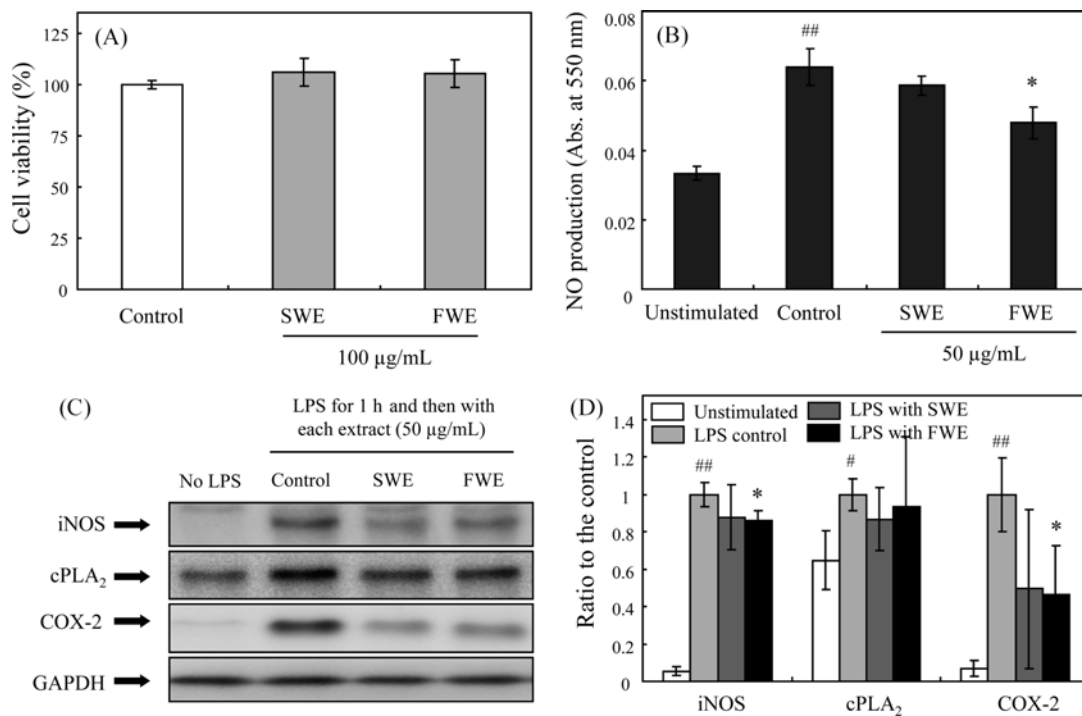 (A)
Cell viability (%)
125
100
75
50
25
0
Control
SWE
FWE
100 µg/mL
(B)
NO production (Abs. at 550 nm)
0.08
0.06
0.04
0.02
0
##
*
Unstimulated
Control
SWE
FWE
50 µg/mL
(C)
LPS for 1 h and then with
each extract (50 µg/mL)
No LPS
Control
SWE
FWE
iNOS
cPLA₂
COX-2
GAPDH
(D)
Unstimulated
LPS control
LPS with SWE
LPS with FWE
Ratio to the control
1.4
1.2
1
0.8
0.6
0.4
0.2
0
##
*
#
##
*
iNOS
cPLA₂
COX-2